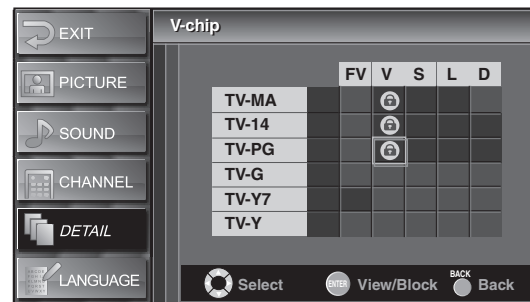 EXIT
PICTURE
SOUND
CHANNEL
DETAIL
LANGUAGE
V-chip
FV V S L D
TV-MA
TV-14
TV-PG
TV-G
TV-Y7
TV-Y
Select ENTER View/Block BACK Back